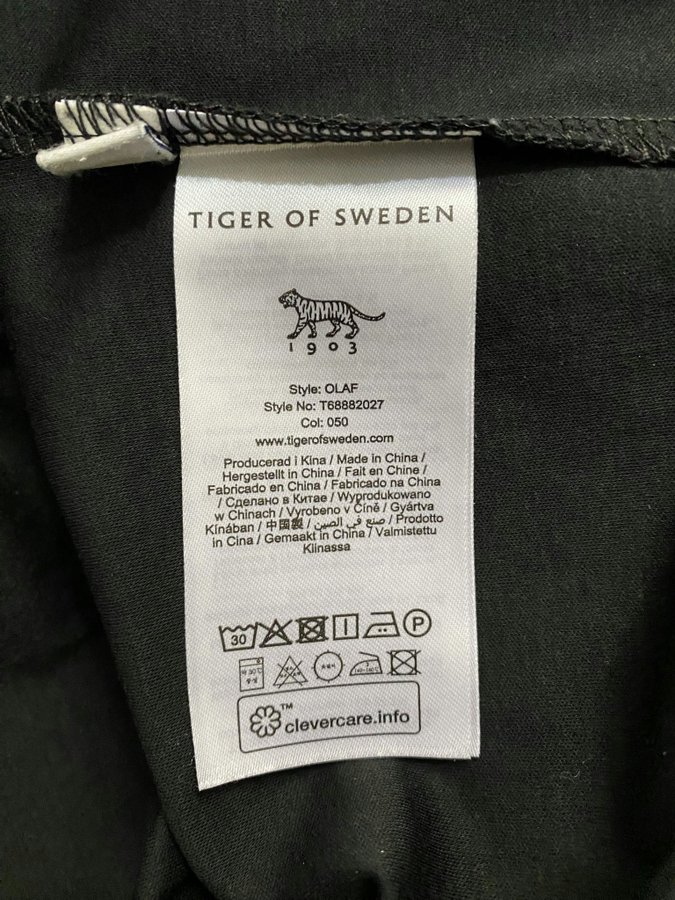 TIGER OF SWEDEN
1903
Style: OLAF
Style No: T68882027
Col: 050
www.tigerofsweden.com
Producerad i Kina / Made in China /
Hergestellt in China / Fait en Chine /
Fabricado en China / Fabricado na China
/ Сделано в Китае / Wyprodukowano
w Chinach / Vyrobeno v Číně / Gyártva
Kínában / 中国製 / صنع في الصين / Prodotto
in Cina / Gemaakt in China / Valmistettu
Kiinassa
30 P
clevercare.info